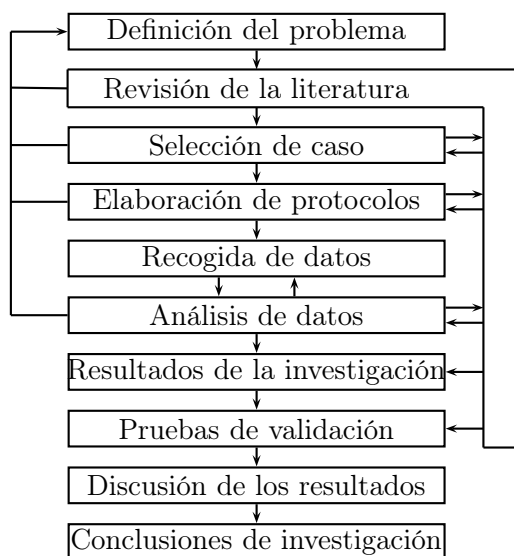 Definición del problema
Revisión de la literatura
Selección de caso
Elaboración de protocolos
Recogida de datos
Análisis de datos
Resultados de la investigación
Pruebas de validación
Discusión de los resultados
Conclusiones de investigación